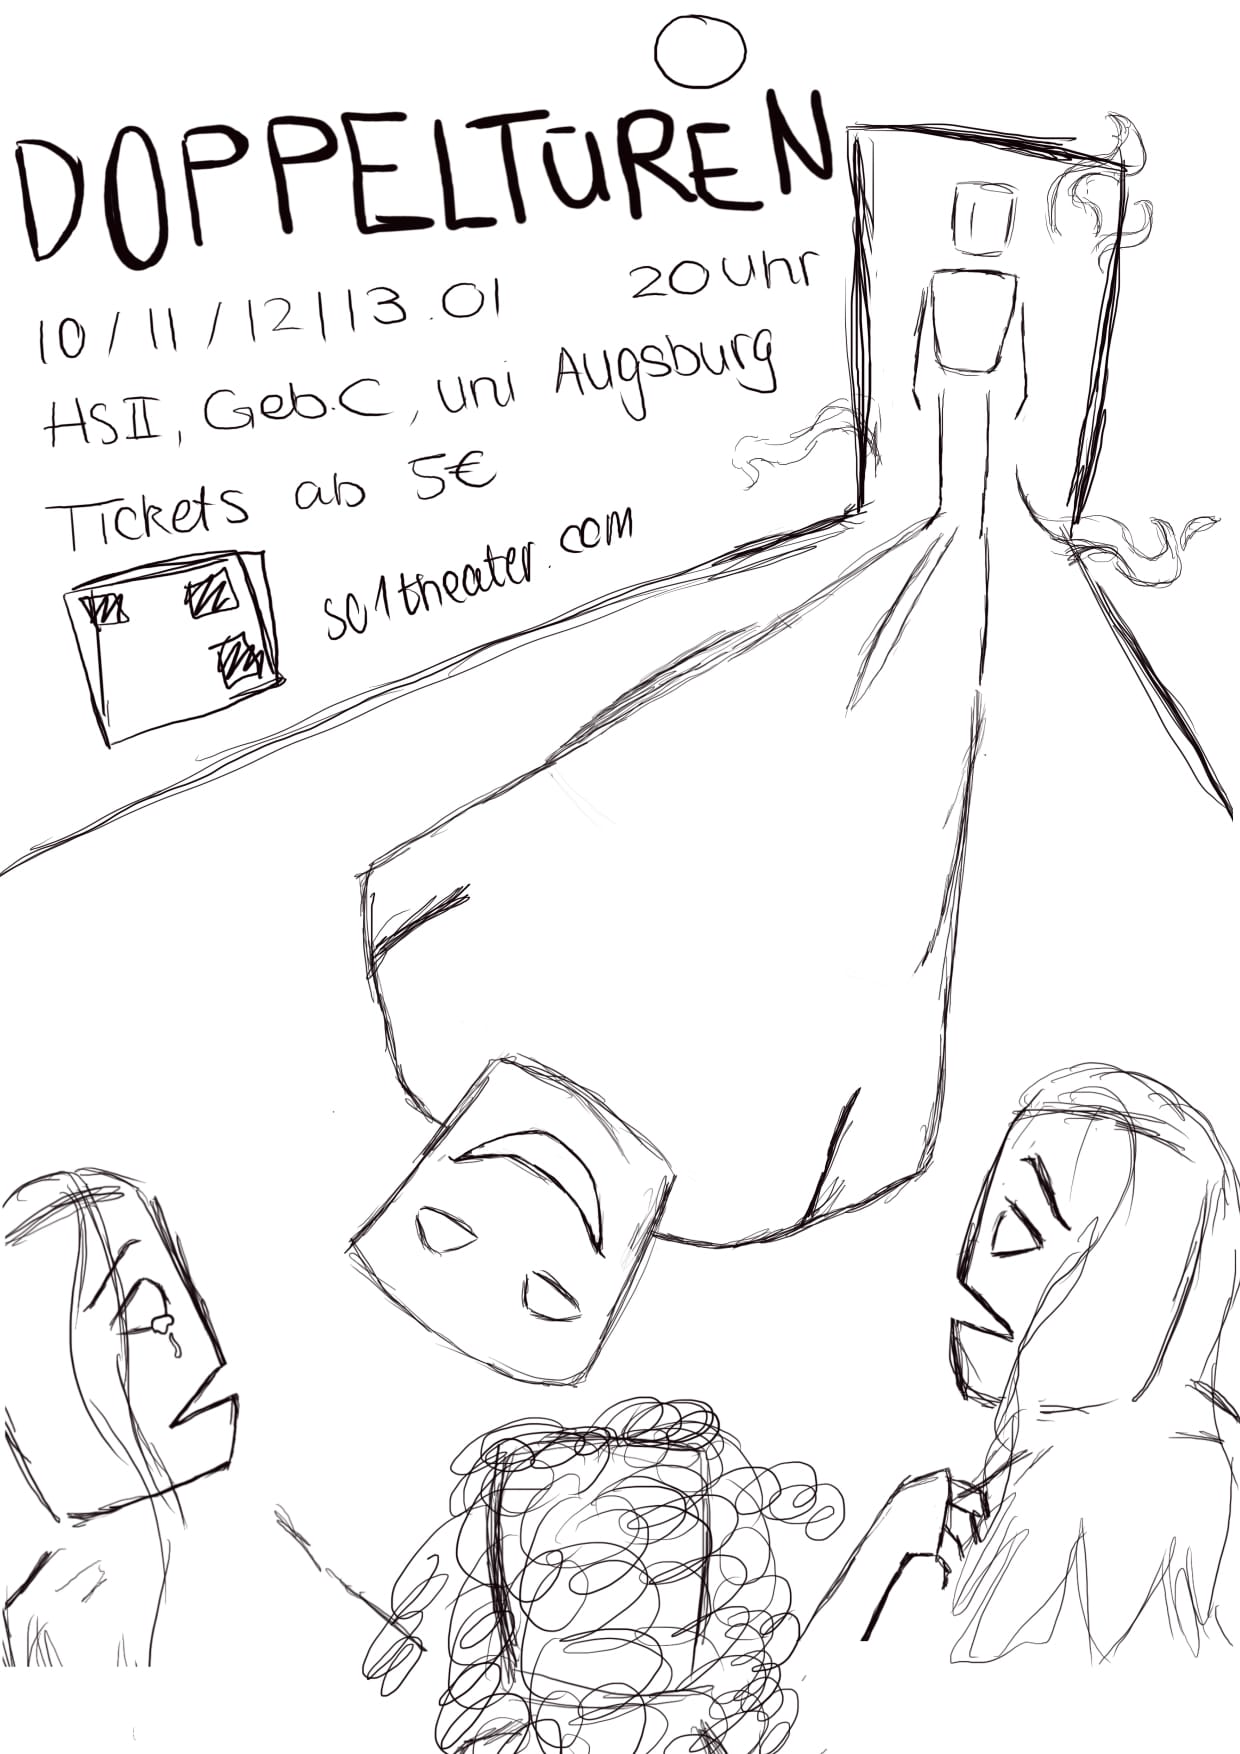 DOPPELTÜREN
10/11/12|13.01 20 Uhr
HS II, Geb.C, uni Augsburg
Tickets ab 5€
sc1theater.com